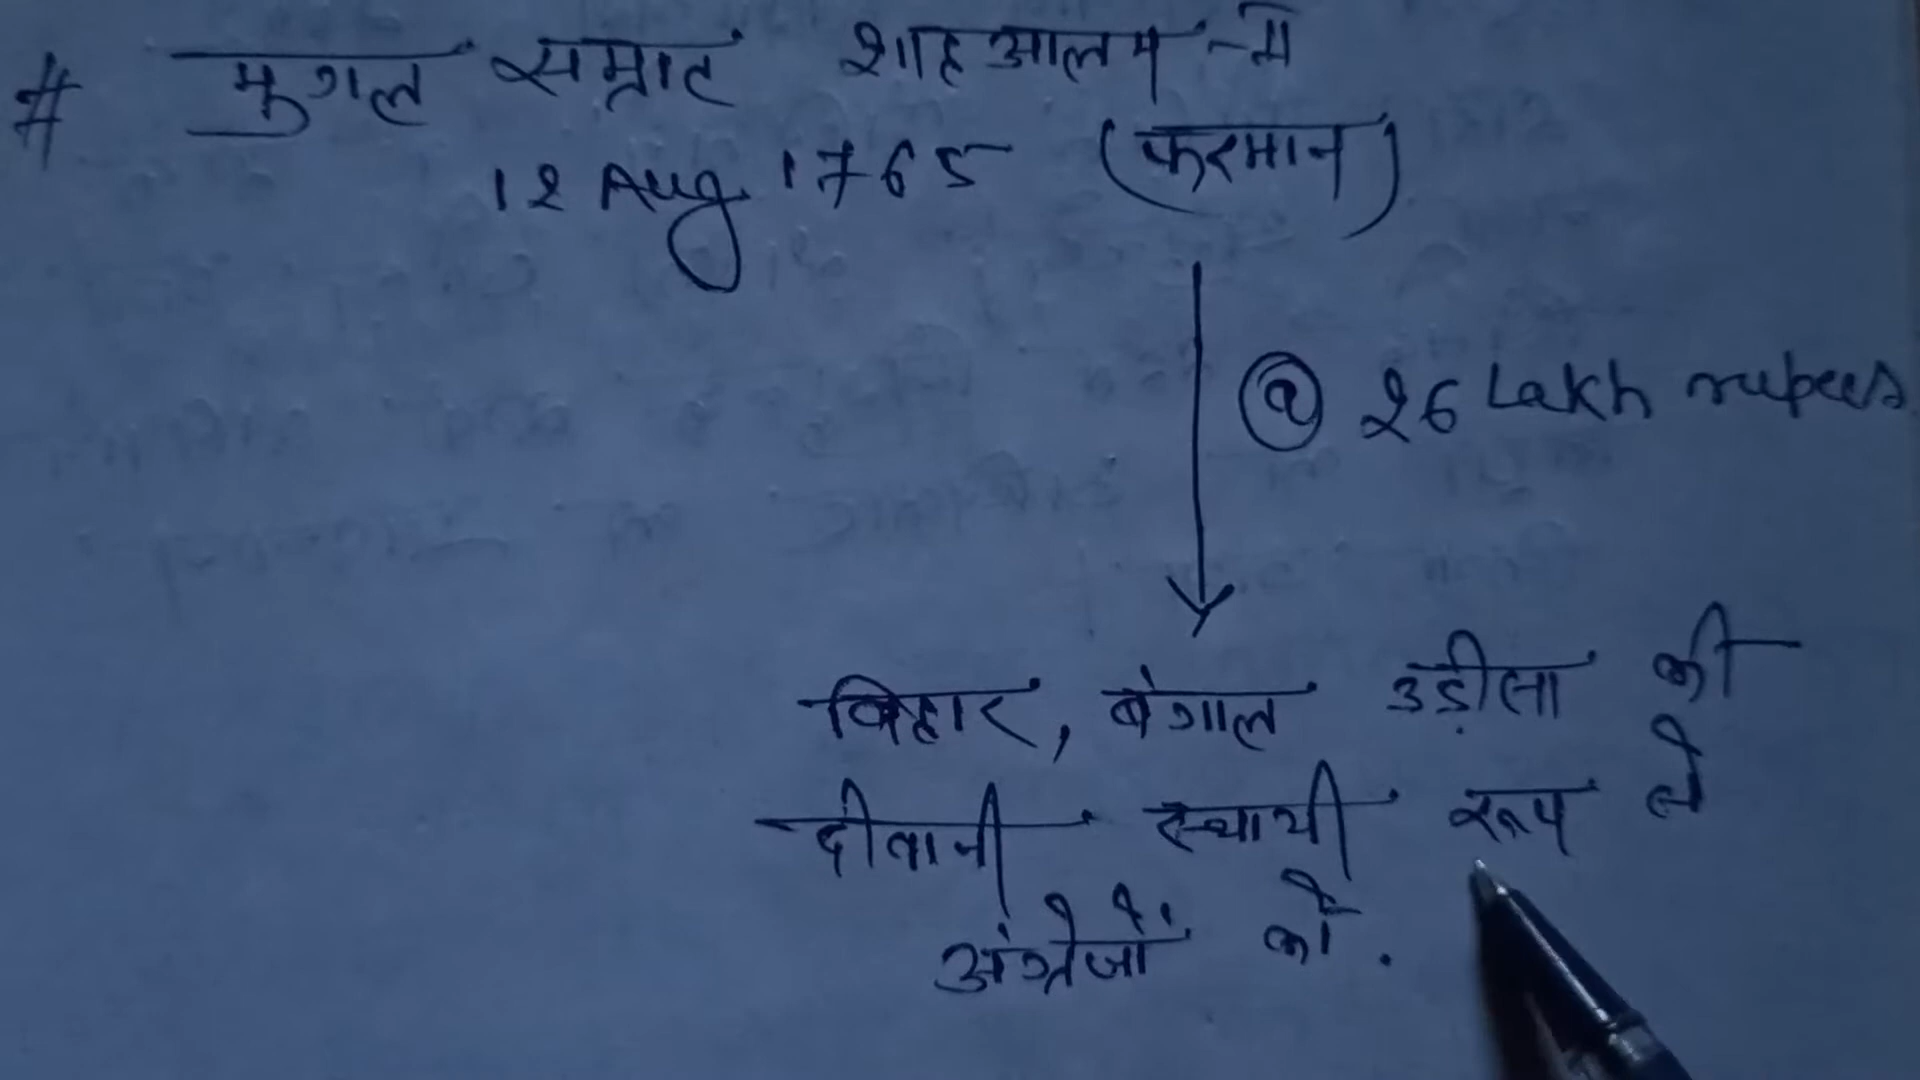 # मुगल सम्राट शाह आलम -II
12 Aug 1765 (फरमान)
@ 26 Lakh rupees
बिहार, बंगाल उड़ीसा की
दीवानी स्थायी रूप से
अंग्रेजों को.